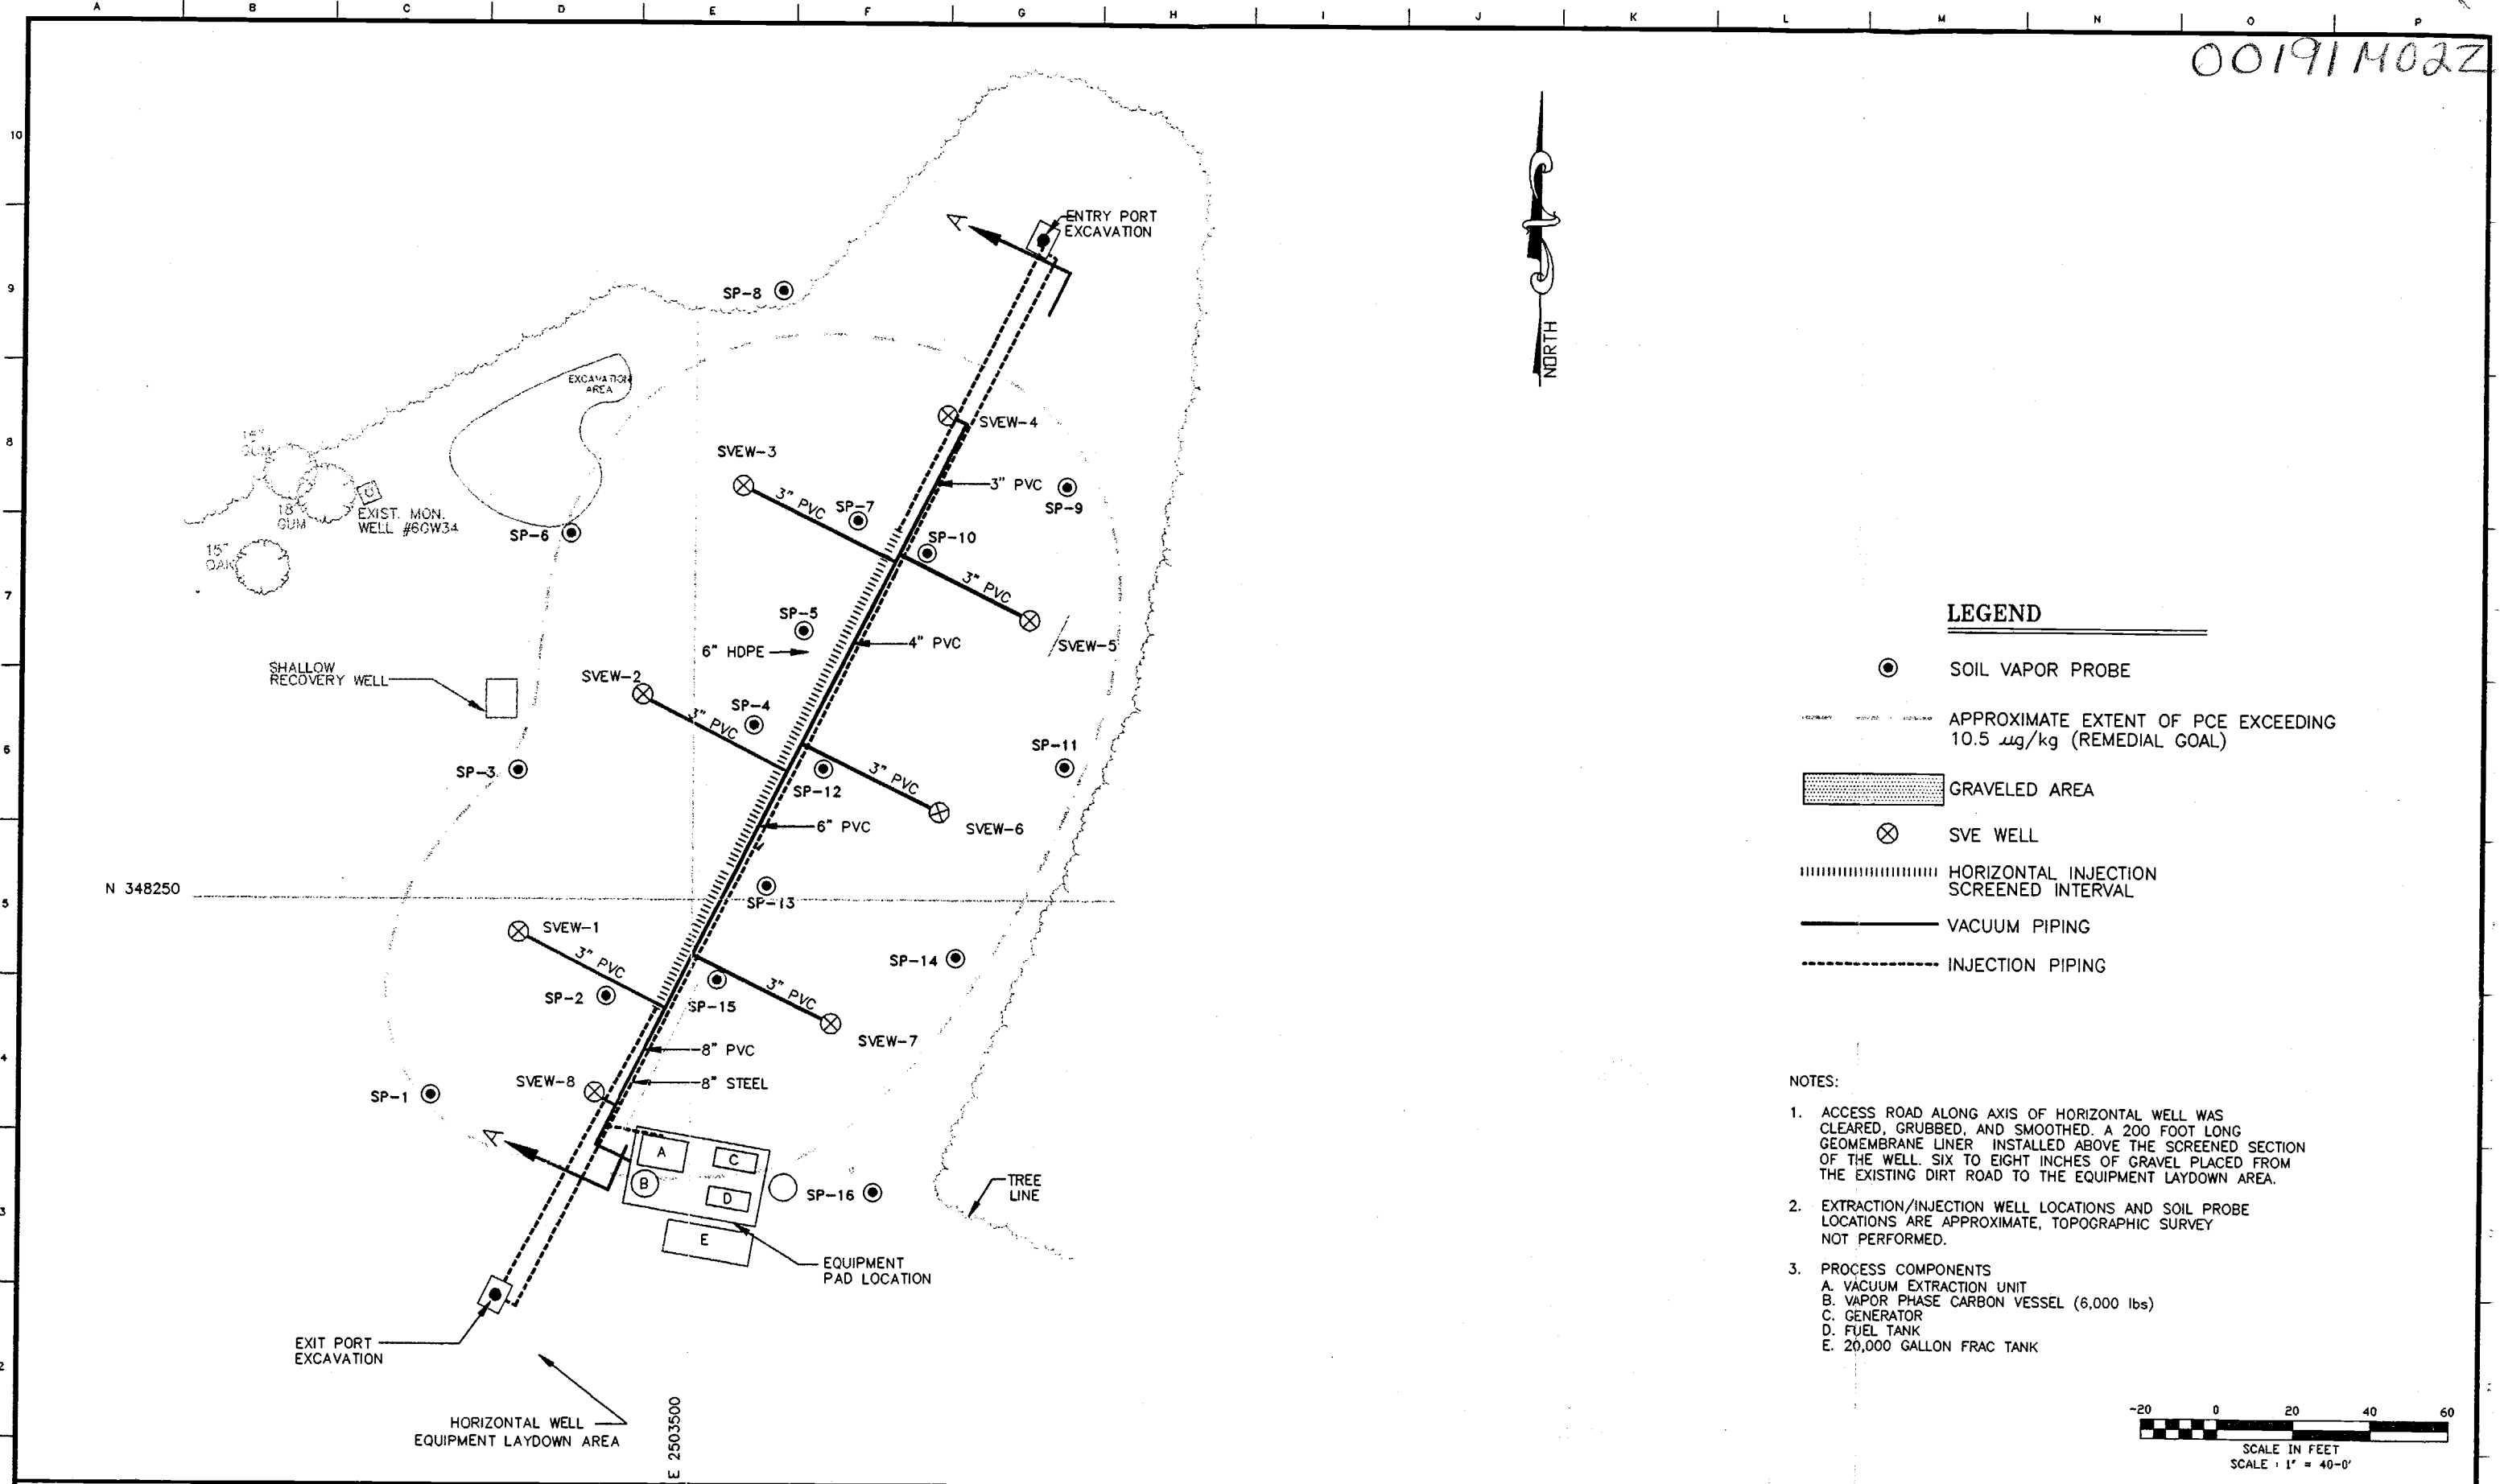 A B C D E F G H I J K L M N O P
00191M02Z
10
9
8
7
6
5
4
3
2
A
ENTRY PORT
EXCAVATION
NORTH
SP-8
EXCAVATION
AREA
SVEW-4
SVEW-3
3" PVC
SP-7
3" PVC
SP-9
18"
GUM
EXIST. MON.
WELL #6GW34
SP-6
SP-10
15"
OAK
3" PVC
SP-5
6" HDPE
4" PVC
SVEW-5
SHALLOW
RECOVERY WELL
SVEW-2
SP-4
3" PVC
SP-11
SP-3
3" PVC
SP-12
6" PVC
SVEW-6
N 348250
SP-13
SVEW-1
3" PVC
SP-14
SP-2
3" PVC
SP-15
SVEW-7
8" PVC
SVEW-8
8" STEEL
SP-1
A
A
C
B
D
E
SP-16
TREE
LINE
EQUIPMENT
PAD LOCATION
EXIT PORT
EXCAVATION
HORIZONTAL WELL
EQUIPMENT LAYDOWN AREA
E 2503500
LEGEND
SOIL VAPOR PROBE
APPROXIMATE EXTENT OF PCE EXCEEDING
10.5 ug/kg (REMEDIAL GOAL)
GRAVELED AREA
SVE WELL
HORIZONTAL INJECTION
SCREENED INTERVAL
VACUUM PIPING
INJECTION PIPING
NOTES:
1. ACCESS ROAD ALONG AXIS OF HORIZONTAL WELL WAS
CLEARED, GRUBBED, AND SMOOTHED. A 200 FOOT LONG
GEOMEMBRANE LINER INSTALLED ABOVE THE SCREENED SECTION
OF THE WELL. SIX TO EIGHT INCHES OF GRAVEL PLACED FROM
THE EXISTING DIRT ROAD TO THE EQUIPMENT LAYDOWN AREA.
2. EXTRACTION/INJECTION WELL LOCATIONS AND SOIL PROBE
LOCATIONS ARE APPROXIMATE, TOPOGRAPHIC SURVEY
NOT PERFORMED.
3. PROCESS COMPONENTS
A. VACUUM EXTRACTION UNIT
B. VAPOR PHASE CARBON VESSEL (6,000 lbs)
C. GENERATOR
D. FUEL TANK
E. 20,000 GALLON FRAC TANK
-20 0 20 40 60
SCALE IN FEET
SCALE : 1" = 40-0'